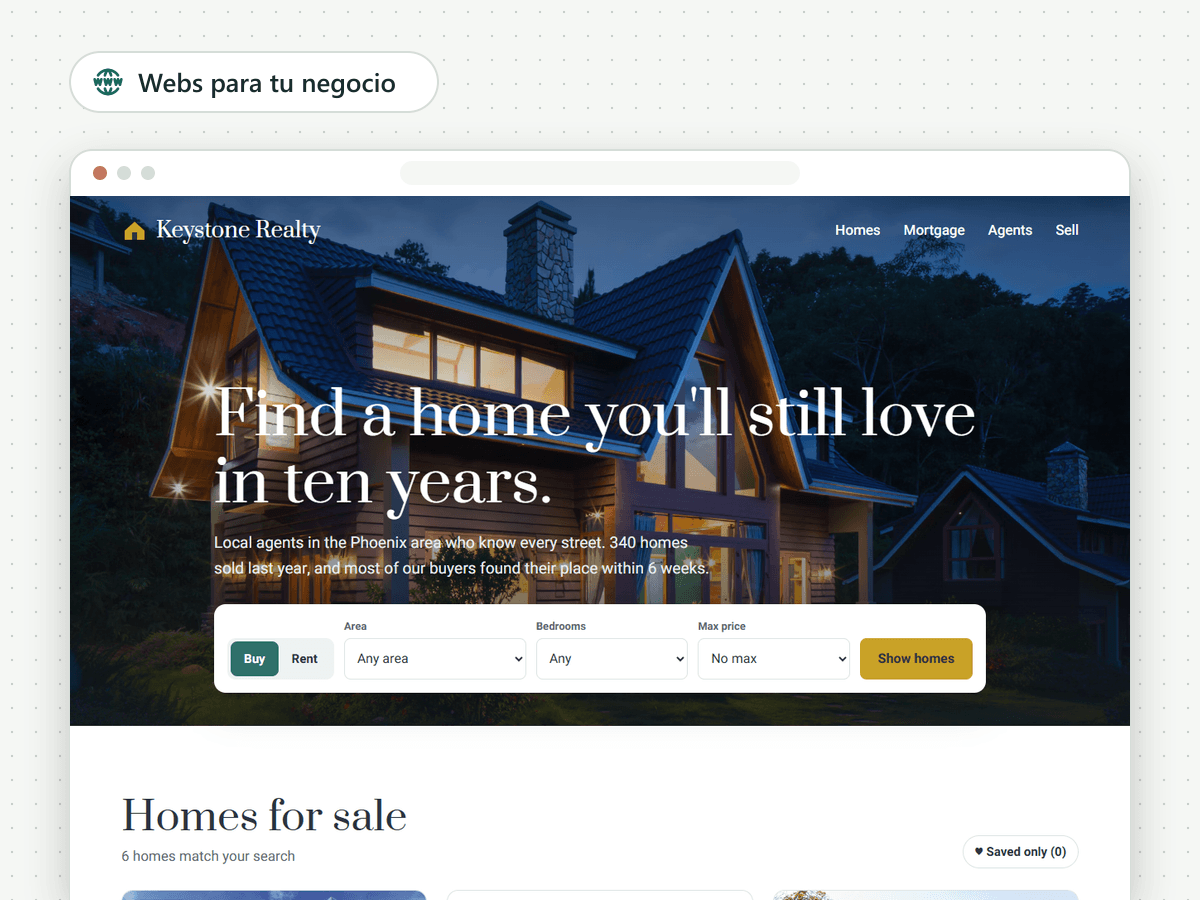 Webs para tu negocio
Keystone Realty
Homes Mortgage Agents Sell
Find a home you'll still love
in ten years.
Local agents in the Phoenix area who know every street. 340 homes
sold last year, and most of our buyers found their place within 6 weeks.
Area Bedrooms Max price
Buy Rent Any area Any No max Show homes
Homes for sale
6 homes match your search
♥ Saved only (0)